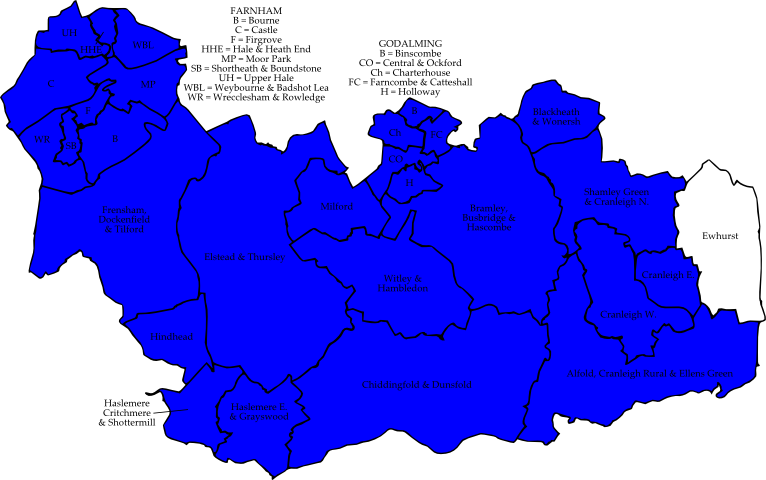 FARNHAM
B = Bourne
C = Castle
F = Firgrove
HHE = Hale & Heath End
MP = Moor Park
SB = Shortheath & Boundstone
UH = Upper Hale
WBL = Weybourne & Badshot Lea
WR = Wrecclesham & Rowledge
GODALMING
B = Binscombe
CO = Central & Ockford
Ch = Charterhouse
FC = Farncombe & Catteshall
H = Holloway
UH
WBL
HHE
C
MP
F
WR
SB
B
B
Ch
FC
CO
H
Blackheath
& Wonersh
Shamley Green
& Cranleigh N
Milford
Bramley,
Busbridge &
Hascombe
Frensham,
Dockenfield
& Tilford
Ewhurst
Elstead & Thursley
Witley &
Hambledon
Cranleigh E
Cranleigh W
Hindhead
Alfold, Cranleigh Rural & Ellens Green
Chiddingfold & Dunsfold
Haslemere
Critchmere
& Shottermill
Haslemere E
& Grayswood